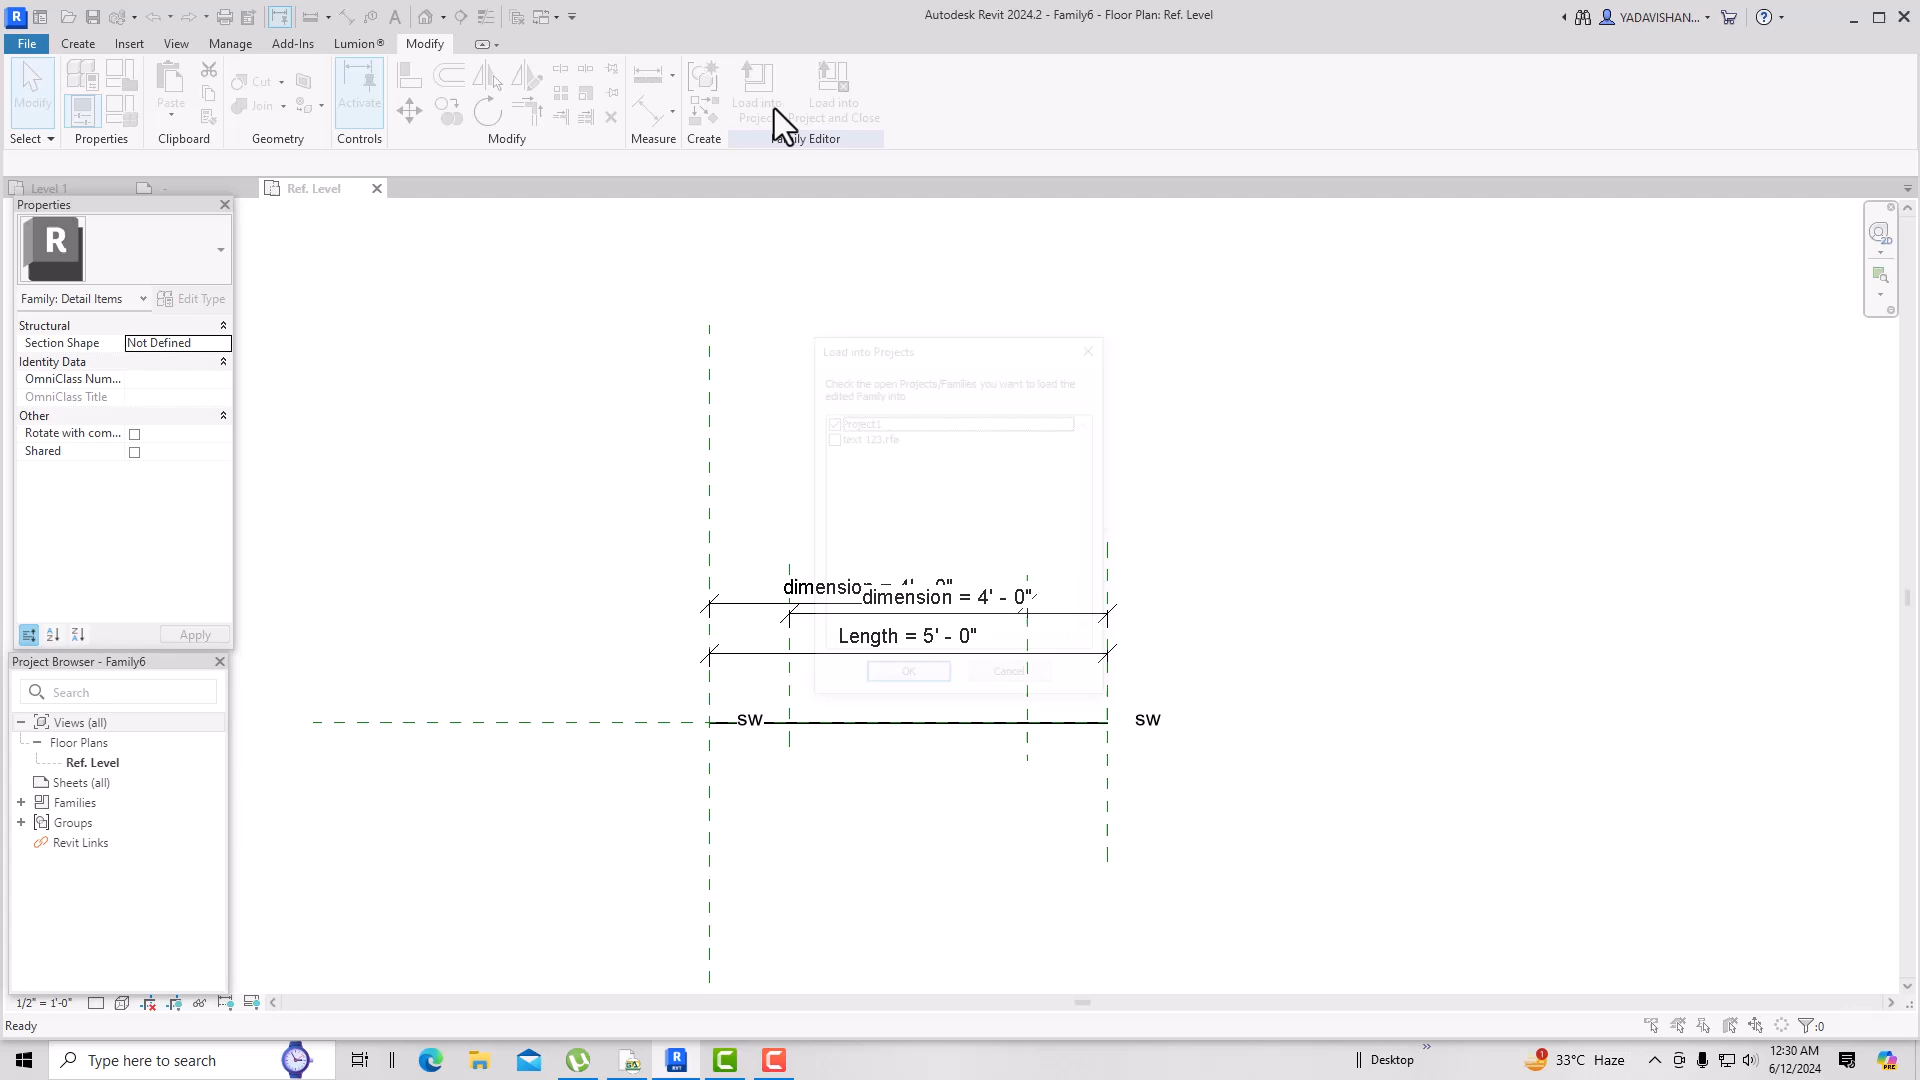 Autodesk Revit 2024.2 - Family6 - Floor Plan: Ref. Level
YADAVISHAN...
File Create Insert View Manage Add-Ins Lumion® Modify
Modify
Paste
Cut
Join
Activate
Load into
Project
Load into
Project and Close
Select Properties Clipboard Geometry Controls Modify Measure Create Family Editor
Level 1
-
Ref. Level
Properties
R
Family: Detail Items
Edit Type
Structural
Section Shape Not Defined
Identity Data
OmniClass Num...
OmniClass Title
Other
Rotate with com...
Shared
Apply
Project Browser - Family6
Search
Views (all)
Floor Plans
Ref. Level
Sheets (all)
Families
Groups
Revit Links
Load into Projects
Check the open Projects/Families you want to load the
edited Family into
Project1
text 123.rfa
dimension = 4' - 0"
dimension = 4' - 0"
Length = 5' - 0"
OK
Cancel
SW
SW
2D
1/2" = 1'-0"
Ready
:0
Type here to search
Desktop
33°C Haze
12:30 AM
6/12/2024